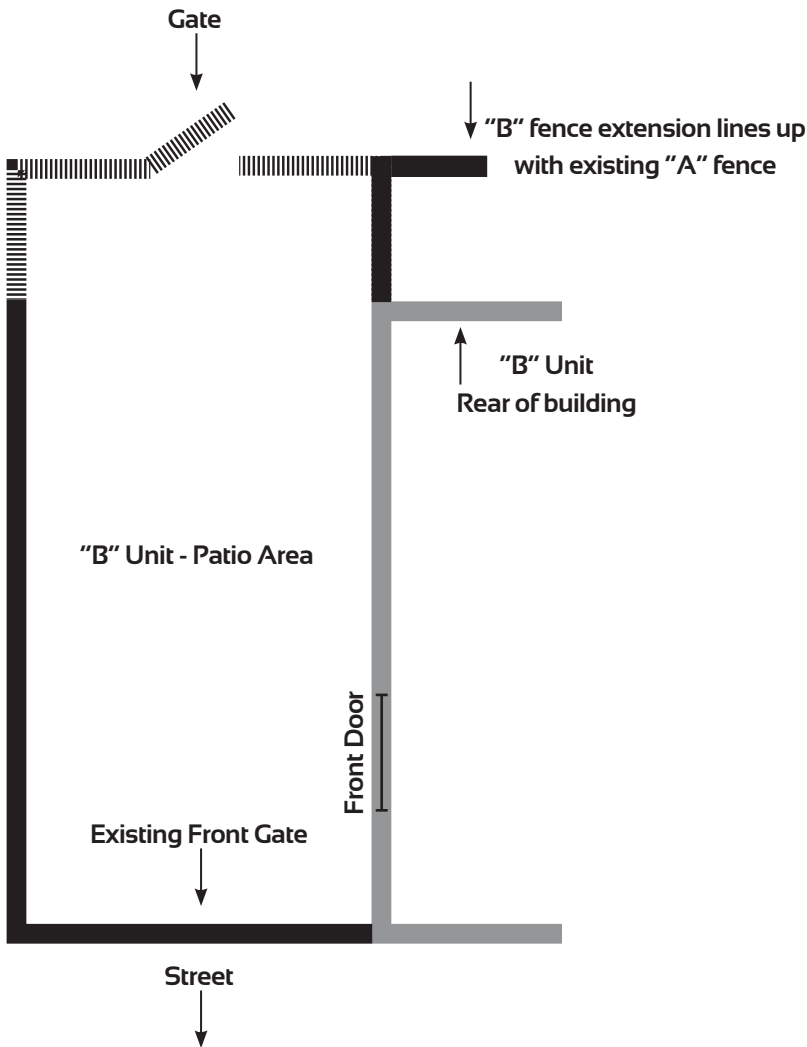 Gate
"B" fence extension lines up
with existing "A" fence
"B" Unit
Rear of building
"B" Unit - Patio Area
Front Door
Existing Front Gate
Street